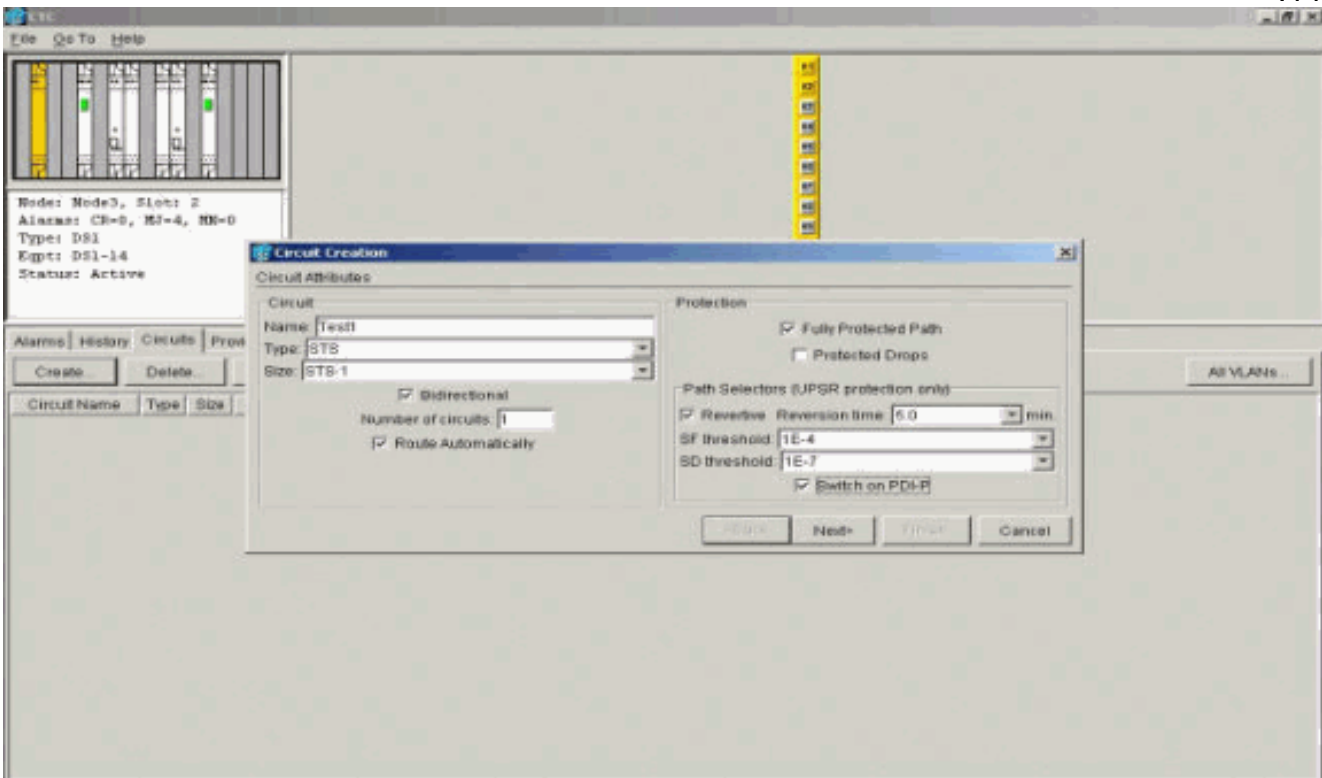 CTC
File Go To Help
Node: Node3, Slot: 2
Alarms: CR=0, MJ=4, MN=0
Type: DS1
Eqpt: DS1-14
Status: Active
Alarms History Circuits Prov
Create... Delete... All VLANs...
Circuit Name Type Size
Circuit Creation
Circuit Attributes
Circuit
Name: Test1
Type: STS
Size: STS-1
Bidirectional
Number of circuits: 1
Route Automatically
Protection
Fully Protected Path
Protected Drops
Path Selectors (UPSR protection only)
Revertive Reversion time: 5.0 min.
SF threshold: 1E-4
SD threshold: 1E-7
Switch on PDI-P
<Back Next> Finish Cancel